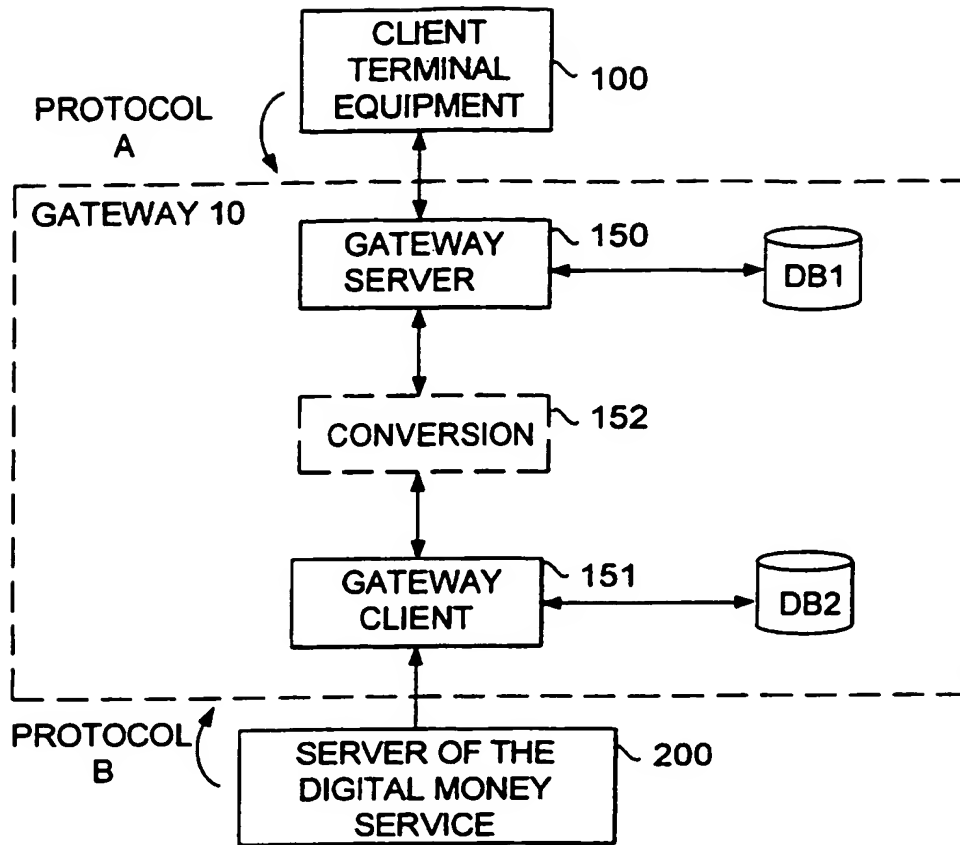 CLIENT
TERMINAL
EQUIPMENT
100
PROTOCOL
A
GATEWAY 10
GATEWAY
SERVER
150
DB1
CONVERSION
152
GATEWAY
CLIENT
151
DB2
PROTOCOL
B
SERVER OF THE
DIGITAL MONEY
SERVICE
200